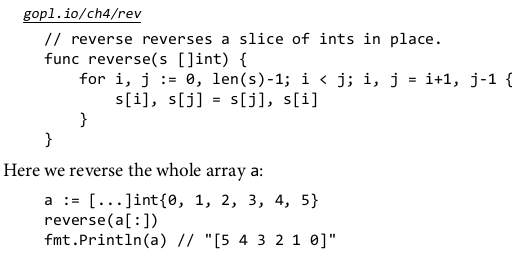 gopl.io/ch4/rev
// reverse reverses a slice of ints in place.
func reverse(s []int) {
    for i, j := 0, len(s)-1; i < j; i, j = i+1, j-1 {
        s[i], s[j] = s[j], s[i]
    }
}
Here we reverse the whole array a:
a := [...]int{0, 1, 2, 3, 4, 5}
reverse(a[:])
fmt.Println(a) // "[5 4 3 2 1 0]"